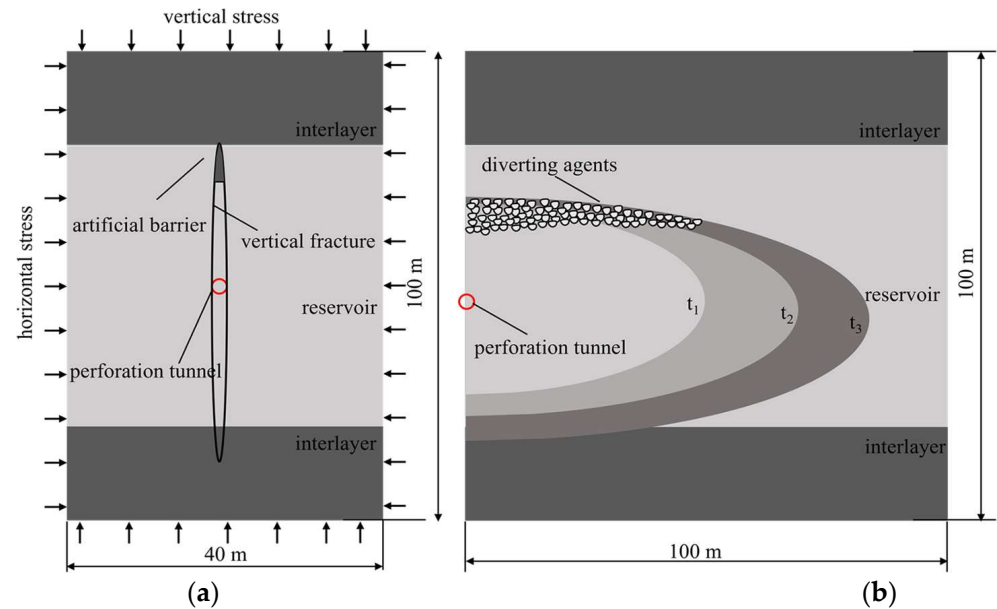 (a)
vertical stress
interlayer
artificial barrier
vertical fracture
horizontal stress
reservoir
perforation tunnel
interlayer
100 m
40 m
(b)
interlayer
diverting agents
t1
t2
t3
reservoir
perforation tunnel
interlayer
100 m
100 m